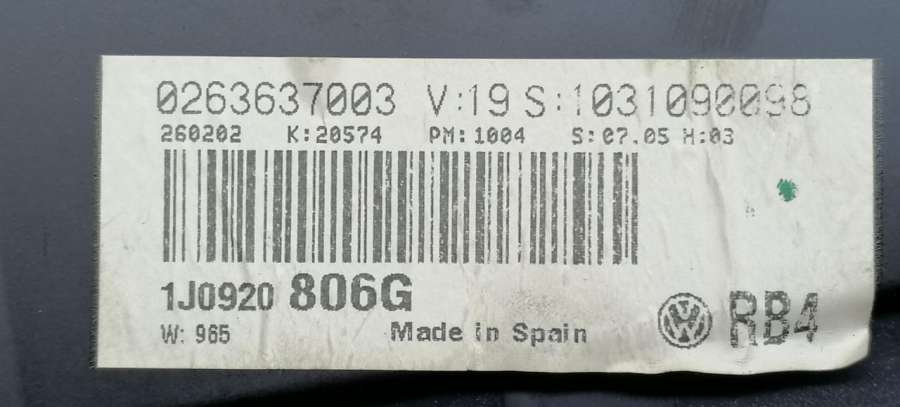 0263637003 V:19 S:1031090098
260202 K:20574 PM:1004 S:07.05 H:03
1J0920 806G
W: 965 Made in Spain RB4